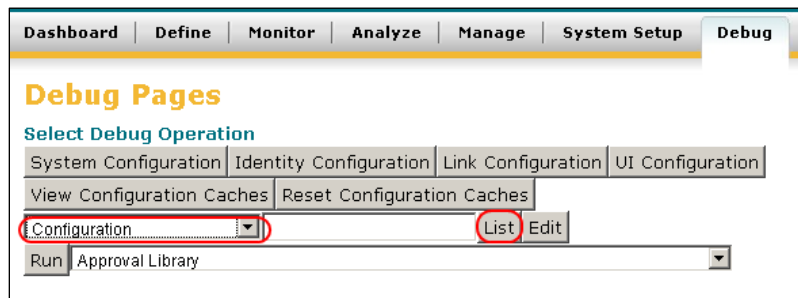 Dashboard Define Monitor Analyze Manage System Setup Debug
Debug Pages
Select Debug Operation
System Configuration Identity Configuration Link Configuration UI Configuration
View Configuration Caches Reset Configuration Caches
Configuration List Edit
Run Approval Library